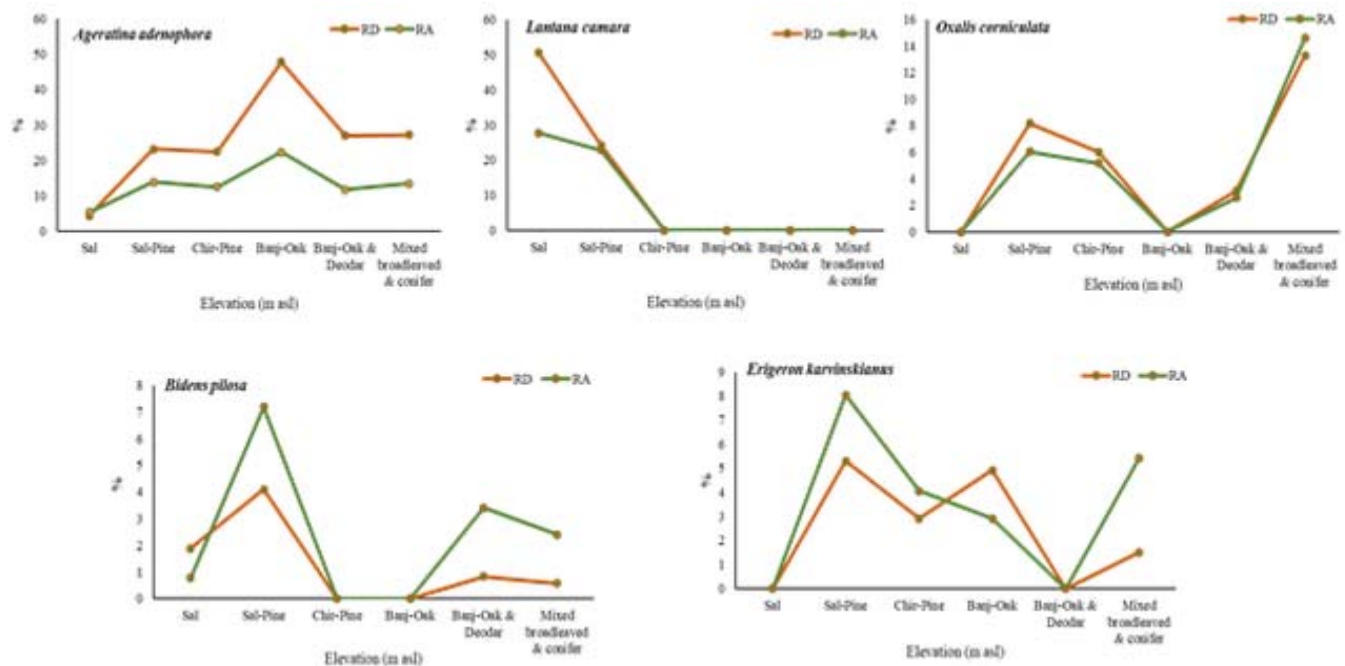 Ageratina adenophora
RD RA
60
50
40
30
20
10
0
%
Sal Sal-Pine Chir-Pine Banj-Oak Banj-Oak & Deodar Mixed broadleaved & conifer
Elevation (m asl)
Lantana camara
RD RA
60
50
40
30
20
10
0
%
Sal Sal-Pine Chir-Pine Banj-Oak Banj-Oak & Deodar Mixed broadleaved & conifer
Elevation (m asl)
Oxalis corniculata
RD RA
16
14
12
10
8
6
4
2
0
%
Sal Sal-Pine Chir-Pine Banj-Oak Banj-Oak & Deodar Mixed broadleaved & conifer
Elevation (m asl)
Bidens pilosa
RD RA
8
7
6
5
4
3
2
1
0
%
Sal Sal-Pine Chir-Pine Banj-Oak Banj-Oak & Deodar Mixed broadleaved & conifer
Elevation (m asl)
Erigeron karvinskianus
RD RA
9
8
7
6
5
4
3
2
1
0
%
Sal Sal-Pine Chir-Pine Banj-Oak Banj-Oak & Deodar Mixed broadleaved & conifer
Elevation (m asl)